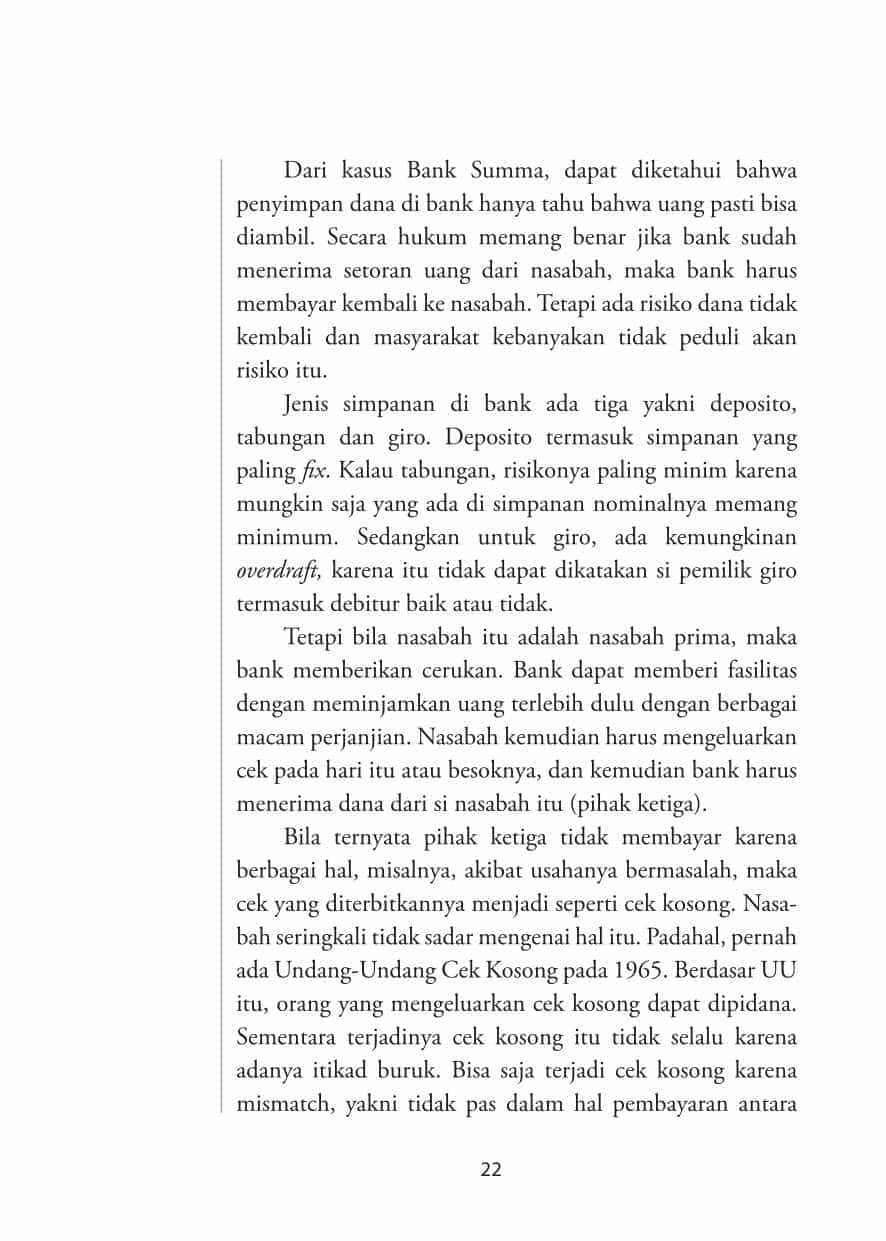 Dari kasus Bank Summa, dapat diketahui bahwa
penyimpan dana di bank hanya tahu bahwa uang pasti bisa
diambil. Secara hukum memang benar jika bank sudah
menerima setoran uang dari nasabah, maka bank harus
membayar kembali ke nasabah. Tetapi ada risiko dana tidak
kembali dan masyarakat kebanyakan tidak peduli akan
risiko itu.
Jenis simpanan di bank ada tiga yakni deposito,
tabungan dan giro. Deposito termasuk simpanan yang
paling fix. Kalau tabungan, risikonya paling minim karena
mungkin saja yang ada di simpanan nominalnya memang
minimum. Sedangkan untuk giro, ada kemungkinan
overdraft, karena itu tidak dapat dikatakan si pemilik giro
termasuk debitur baik atau tidak.
Tetapi bila nasabah itu adalah nasabah prima, maka
bank memberikan cerukan. Bank dapat memberi fasilitas
dengan meminjamkan uang terlebih dulu dengan berbagai
macam perjanjian. Nasabah kemudian harus mengeluarkan
cek pada hari itu atau besoknya, dan kemudian bank harus
menerima dana dari si nasabah itu (pihak ketiga).
Bila ternyata pihak ketiga tidak membayar karena
berbagai hal, misalnya, akibat usahanya bermasalah, maka
cek yang diterbitkannya menjadi seperti cek kosong. Nasa-
bah seringkali tidak sadar mengenai hal itu. Padahal, pernah
ada Undang-Undang Cek Kosong pada 1965. Berdasar UU
itu, orang yang mengeluarkan cek kosong dapat dipidana.
Sementara terjadinya cek kosong itu tidak selalu karena
adanya itikad buruk. Bisa saja terjadi cek kosong karena
mismatch, yakni tidak pas dalam hal pembayaran antara
22